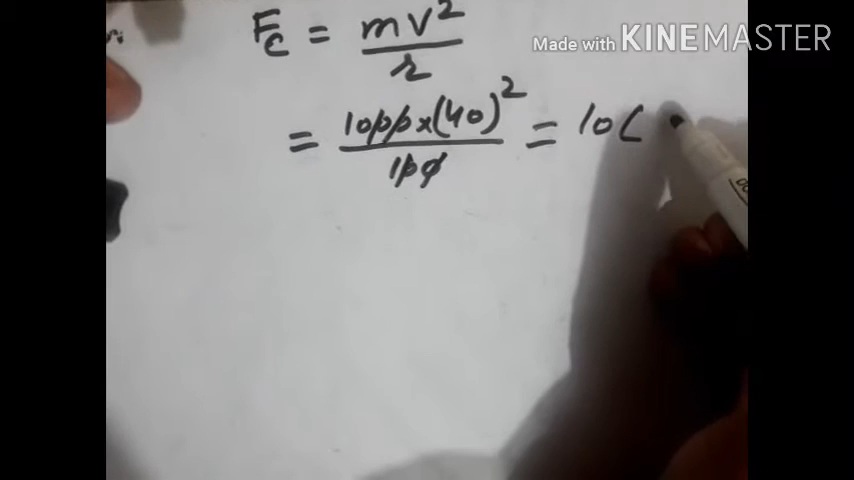 Made with KINEMASTER
Fc = mv²/r
= 1000×(40)²/100 = 10(